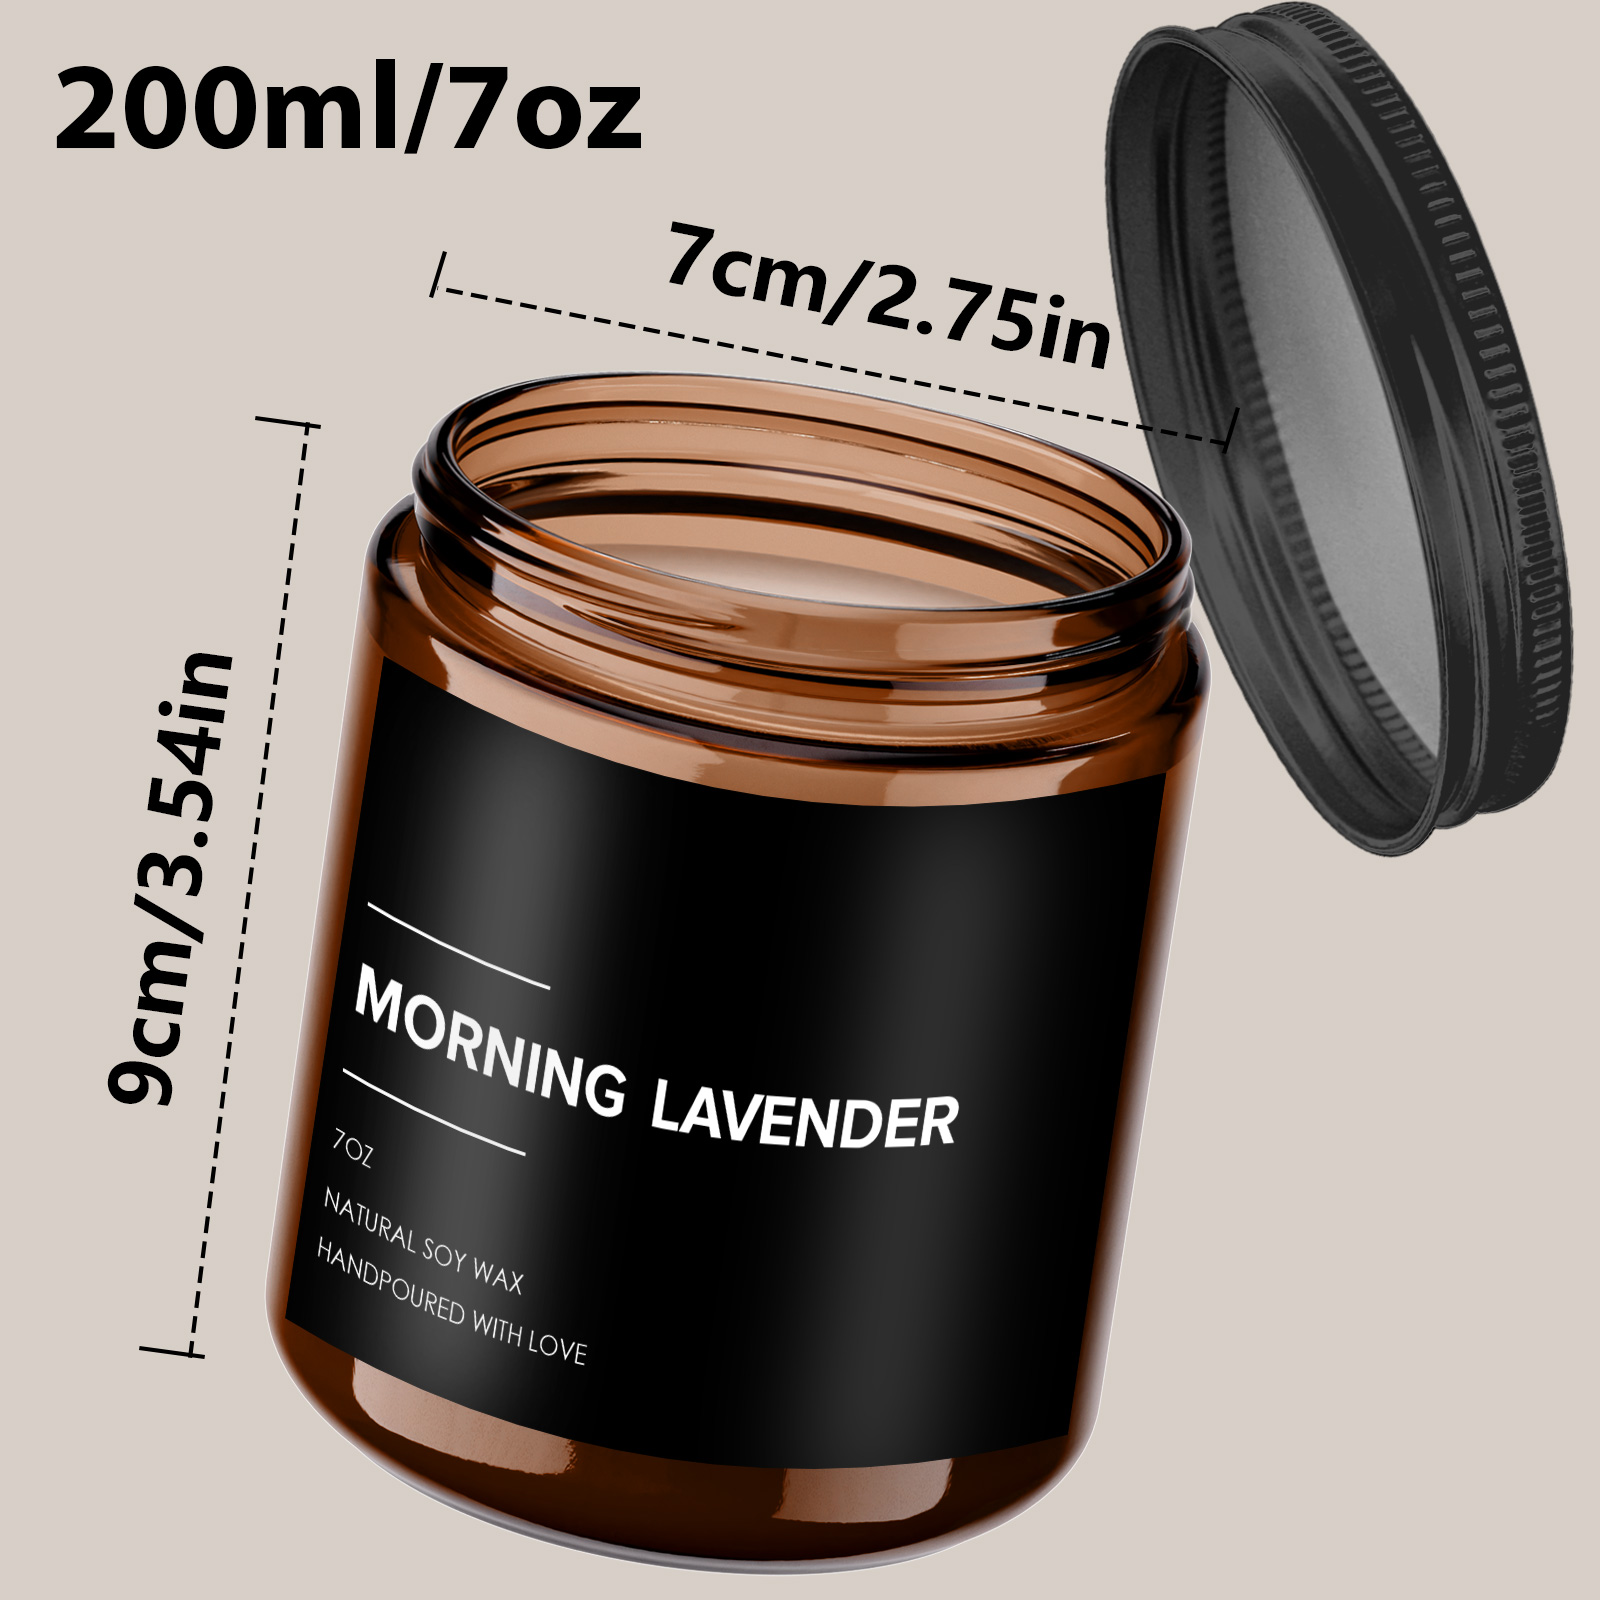 200ml/7oz
7cm/2.75in
9cm/3.54in
MORNING LAVENDER
7OZ
NATURAL SOY WAX
HANDPOURED WITH LOVE